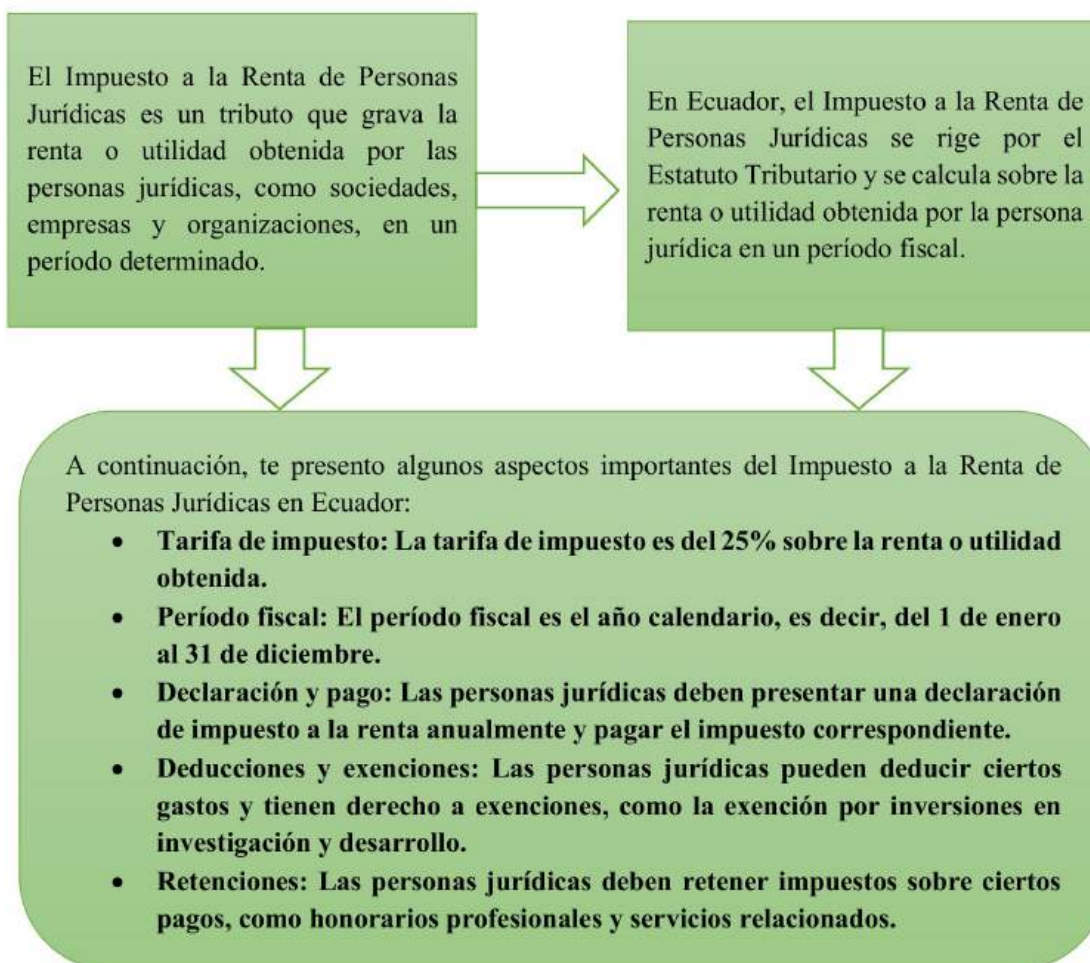 El Impuesto a la Renta de Personas
Jurídicas es un tributo que grava la
renta o utilidad obtenida por las
personas jurídicas, como sociedades,
empresas y organizaciones, en un
período determinado.
En Ecuador, el Impuesto a la Renta de
Personas Jurídicas se rige por el
Estatuto Tributario y se calcula sobre la
renta o utilidad obtenida por la persona
jurídica en un período fiscal.
A continuación, te presento algunos aspectos importantes del Impuesto a la Renta de
Personas Jurídicas en Ecuador:
• Tarifa de impuesto: La tarifa de impuesto es del 25% sobre la renta o utilidad
obtenida.
• Período fiscal: El período fiscal es el año calendario, es decir, del 1 de enero
al 31 de diciembre.
• Declaración y pago: Las personas jurídicas deben presentar una declaración
de impuesto a la renta anualmente y pagar el impuesto correspondiente.
• Deducciones y exenciones: Las personas jurídicas pueden deducir ciertos
gastos y tienen derecho a exenciones, como la exención por inversiones en
investigación y desarrollo.
• Retenciones: Las personas jurídicas deben retener impuestos sobre ciertos
pagos, como honorarios profesionales y servicios relacionados.